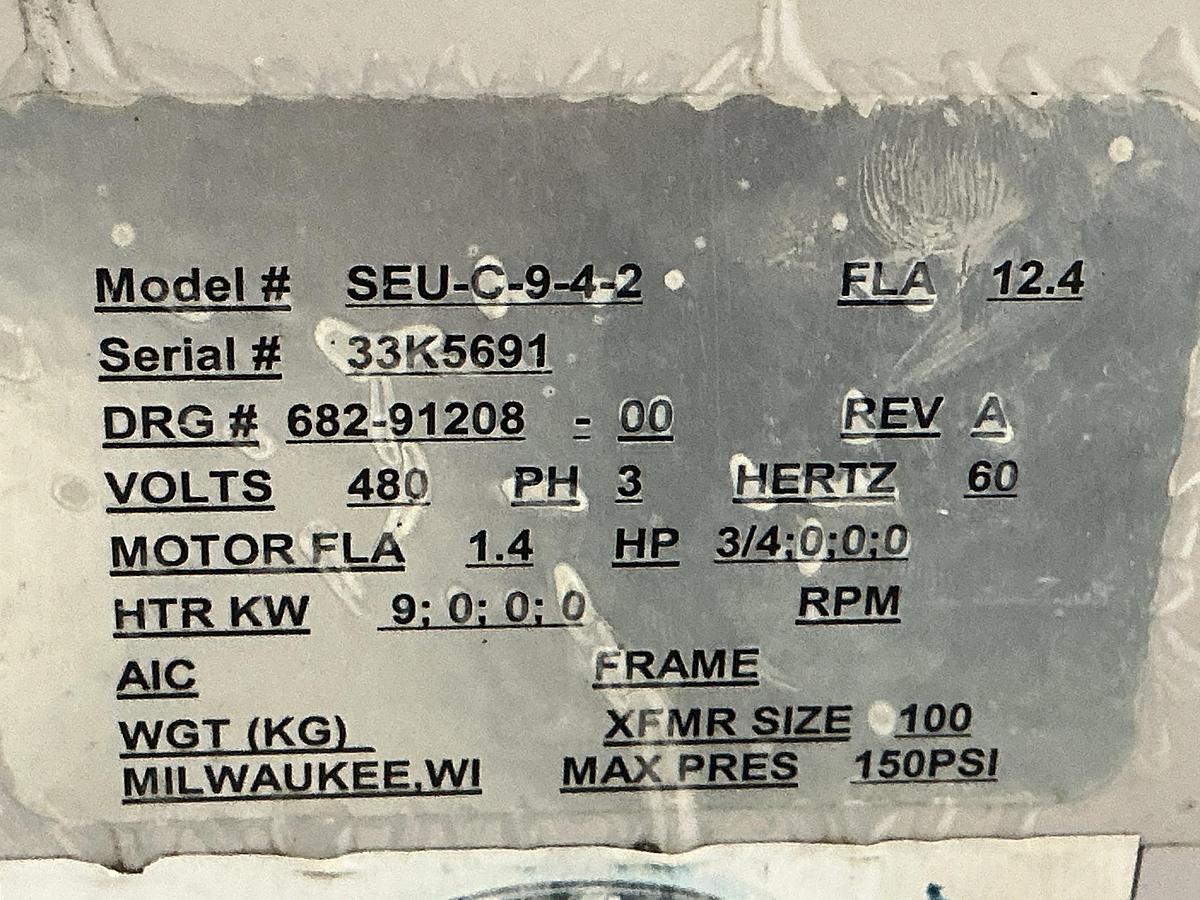 Model # SEU-C-9-4-2 FLA 12.4
Serial # 33K5691
DRG # 682-91208 - 00 REV A
VOLTS 480 PH 3 HERTZ 60
MOTOR FLA 1.4 HP 3/4;0;0;0
HTR KW 9; 0; 0; 0 RPM
AIC FRAME
WGT (KG) XFMR SIZE 100
MILWAUKEE,WI MAX PRES 150PSI